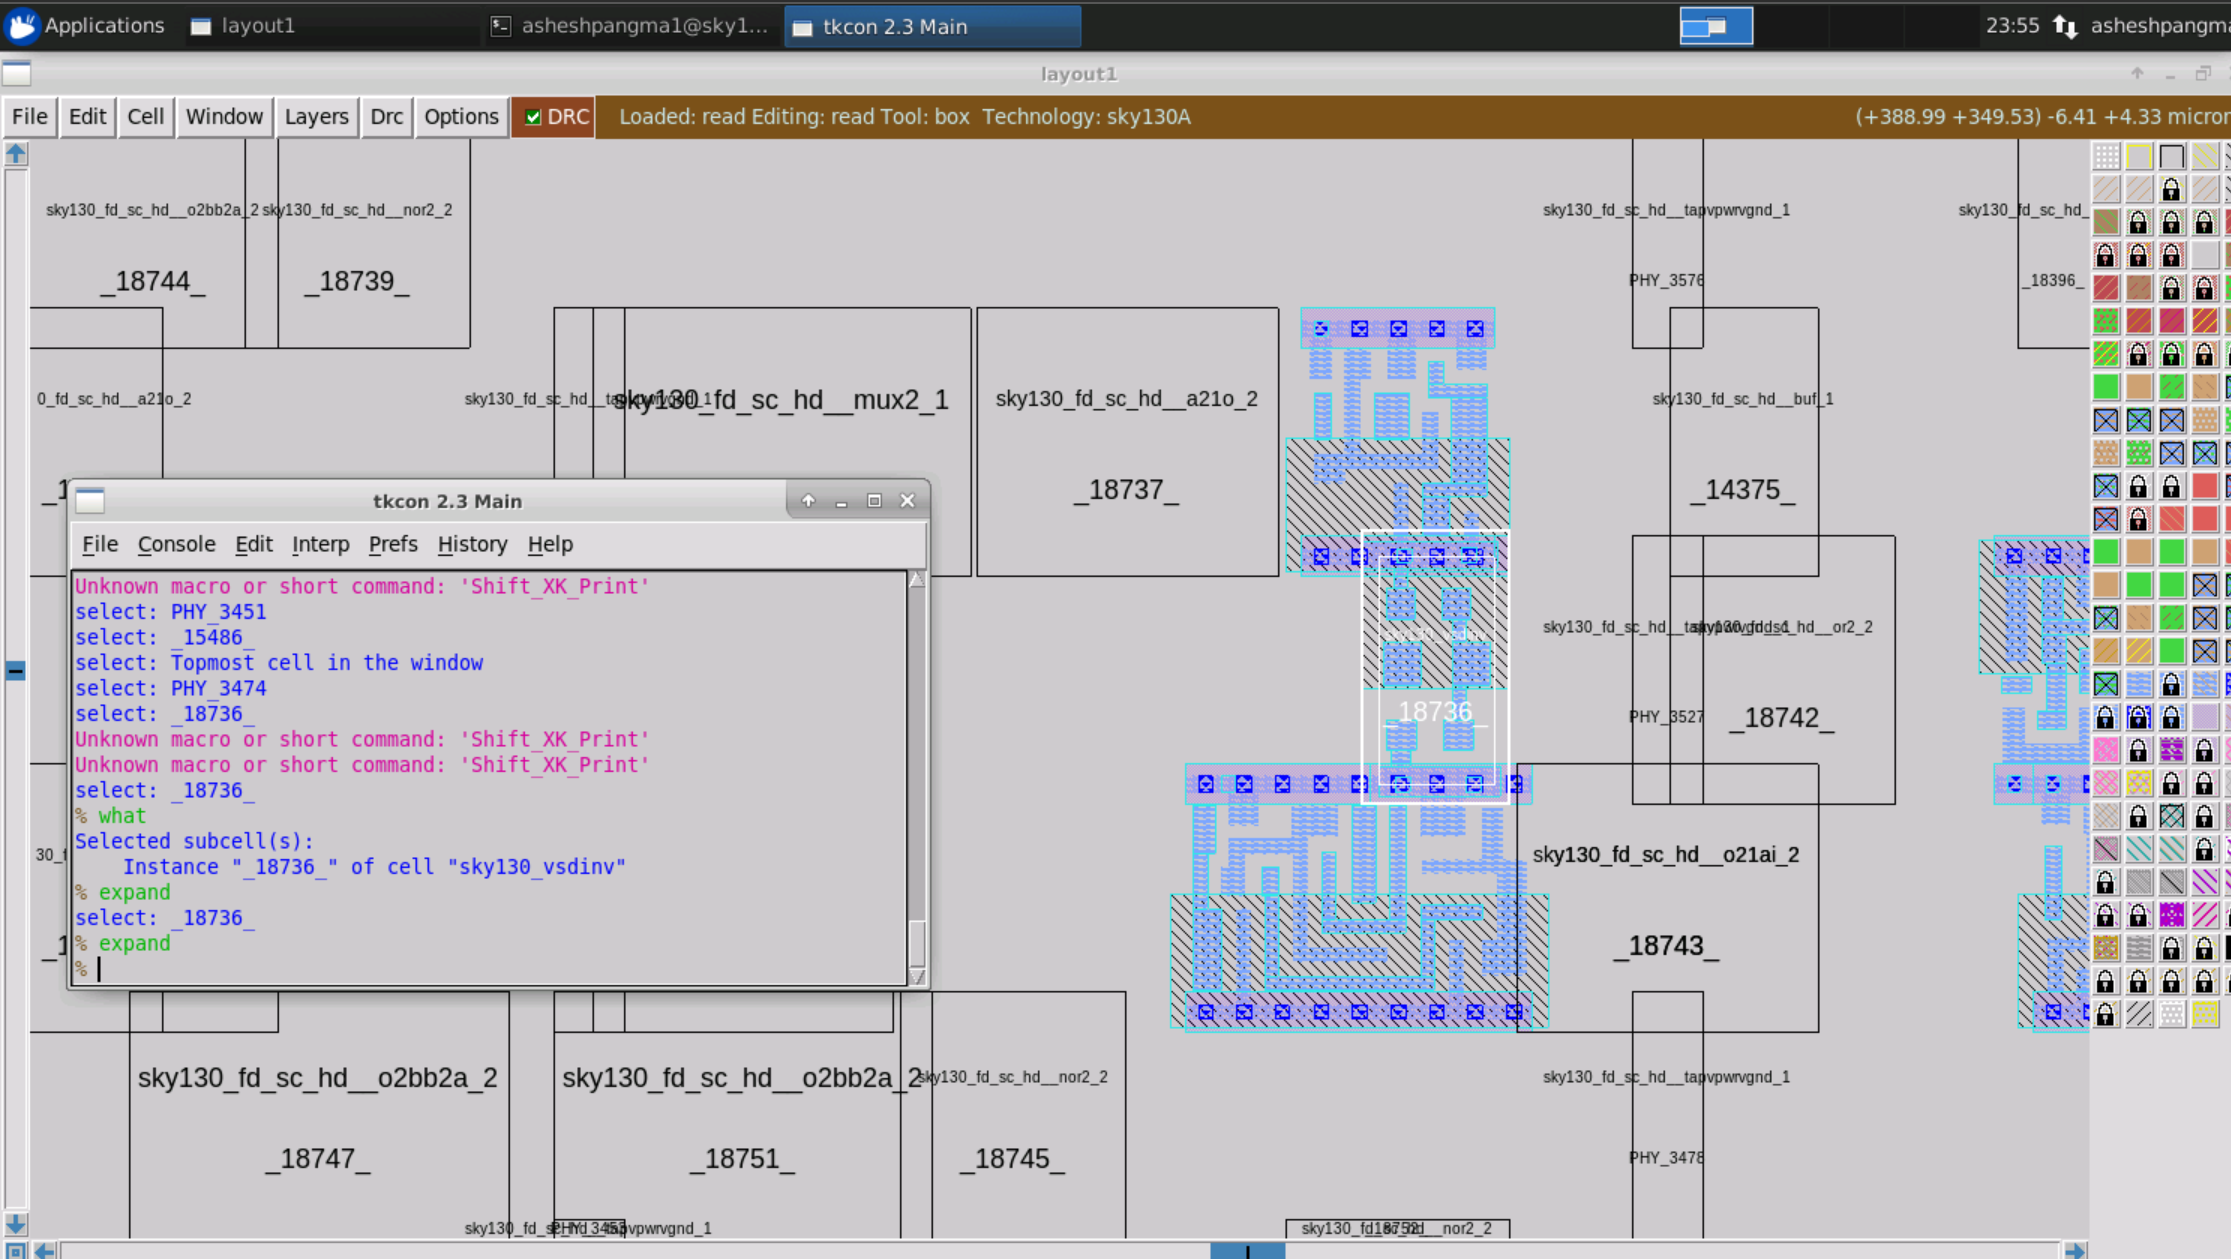 Applications layout1 asheshpangma1@sky1... tkcon 2.3 Main 23:55 asheshpangma
layout1
File Edit Cell Window Layers Drc Options DRC Loaded: read Editing: read Tool: box Technology: sky130A (+388.99 +349.53) -6.41 +4.33 micror
sky130_fd_sc_hd__o2bb2a_2 sky130_fd_sc_hd__nor2_2 sky130_fd_sc_hd__tapvpwrvgnd_1 sky130_fd_sc_hd_
_18744_ _18739_ PHY_3576 _18396_
0_fd_sc_hd__a21o_2 sky130_fd_sc_hd__mux2_1 sky130_fd_sc_hd__a21o_2 sky130_fd_sc_hd__buf_1
_18737_ _14375_
tkcon 2.3 Main
File Console Edit Interp Prefs History Help
Unknown macro or short command: 'Shift_XK_Print'
select: PHY_3451
select: _15486_
select: Topmost cell in the window
select: PHY_3474
select: _18736_
Unknown macro or short command: 'Shift_XK_Print'
Unknown macro or short command: 'Shift_XK_Print'
select: _18736_
% what
Selected subcell(s):
Instance "_18736_" of cell "sky130_vsdinv"
% expand
select: _18736_
% expand
%
_18736_ PHY_3527 _18742_
sky130_fd_sc_hd__o21ai_2
_18743_
sky130_fd_sc_hd__o2bb2a_2 sky130_fd_sc_hd__o2bb2a_2 sky130_fd_sc_hd__nor2_2 sky130_fd_sc_hd__tapvpwrvgnd_1
_18747_ _18751_ _18745_ PHY_3478